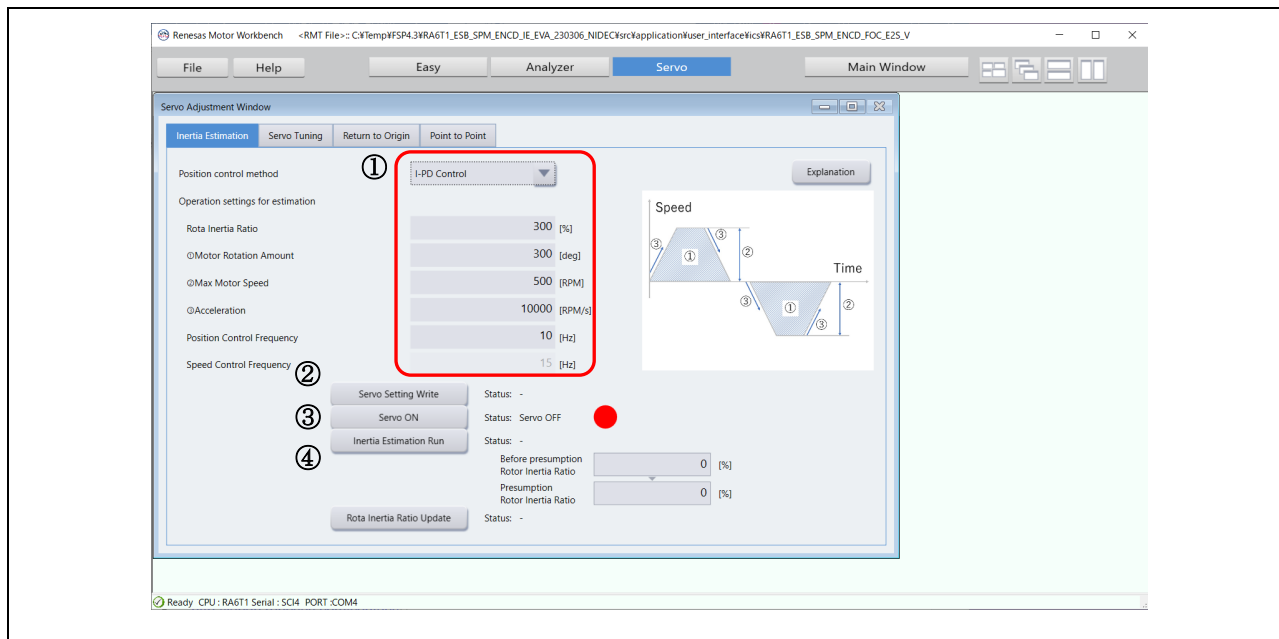 Renesas Motor Workbench <RMT File>:: C:¥Temp¥FSP4.3¥RA6T1_ESB_SPM_ENCD_IE_EVA_230306_NIDEC¥src¥application¥user_interface¥ics¥RA6T1_ESB_SPM_ENCD_FOC_E2S_V
File Help Easy Analyzer Servo Main Window
Servo Adjustment Window
Inertia Estimation Servo Tuning Return to Origin Point to Point
①
Position control method I-PD Control Explanation
Operation settings for estimation
Rota Inertia Ratio 300 [%]
①Motor Rotation Amount 300 [deg]
②Max Motor Speed 500 [RPM]
③Acceleration 10000 [RPM/s]
Position Control Frequency 10 [Hz]
Speed Control Frequency 15 [Hz]
Speed
③ ① ③ ②
Time
③ ① ②
③
②
Servo Setting Write Status: -
③
Servo ON Status: Servo OFF
Inertia Estimation Run Status: -
④
Before presumption
Rotor Inertia Ratio 0 [%]
Presumption
Rotor Inertia Ratio 0 [%]
Rota Inertia Ratio Update Status: -
Ready CPU : RA6T1 Serial : SCI4 PORT :COM4